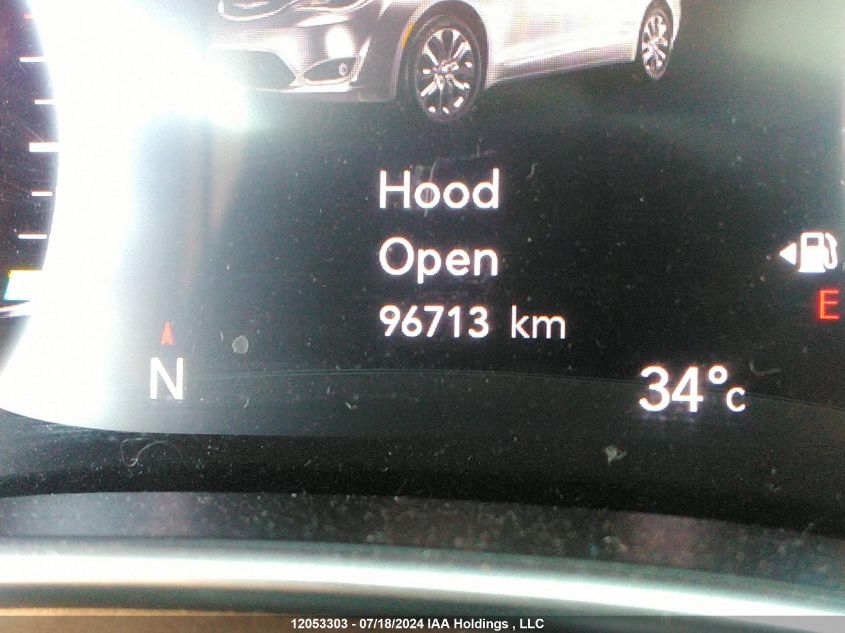 Hood
Open
96713 km
E
N
34°C
12053303 - 07/18/2024 IAA Holdings , LLC